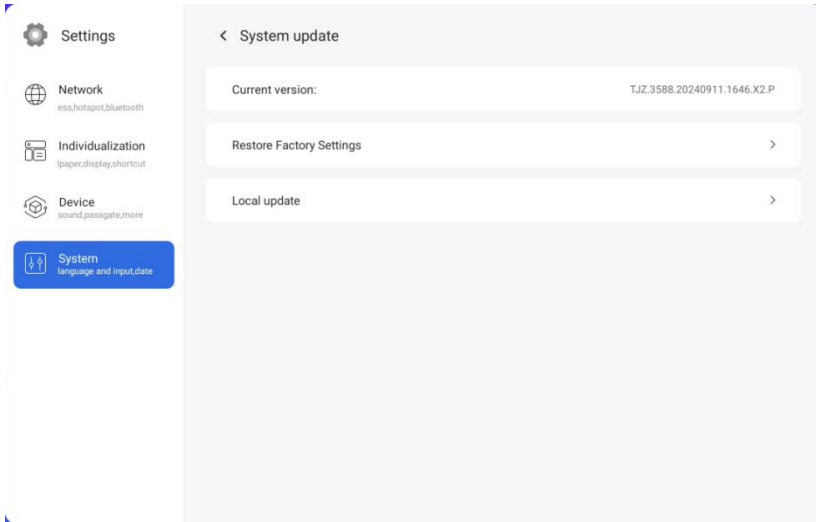 Settings
System update
Network
ess,hotspot,bluetooth
Individualization
lpaper,display,shortcut
Device
sound,passgate,more
System
language and input,date
Current version:
TJZ.3588.20240911.1646.X2.P
Restore Factory Settings
Local update